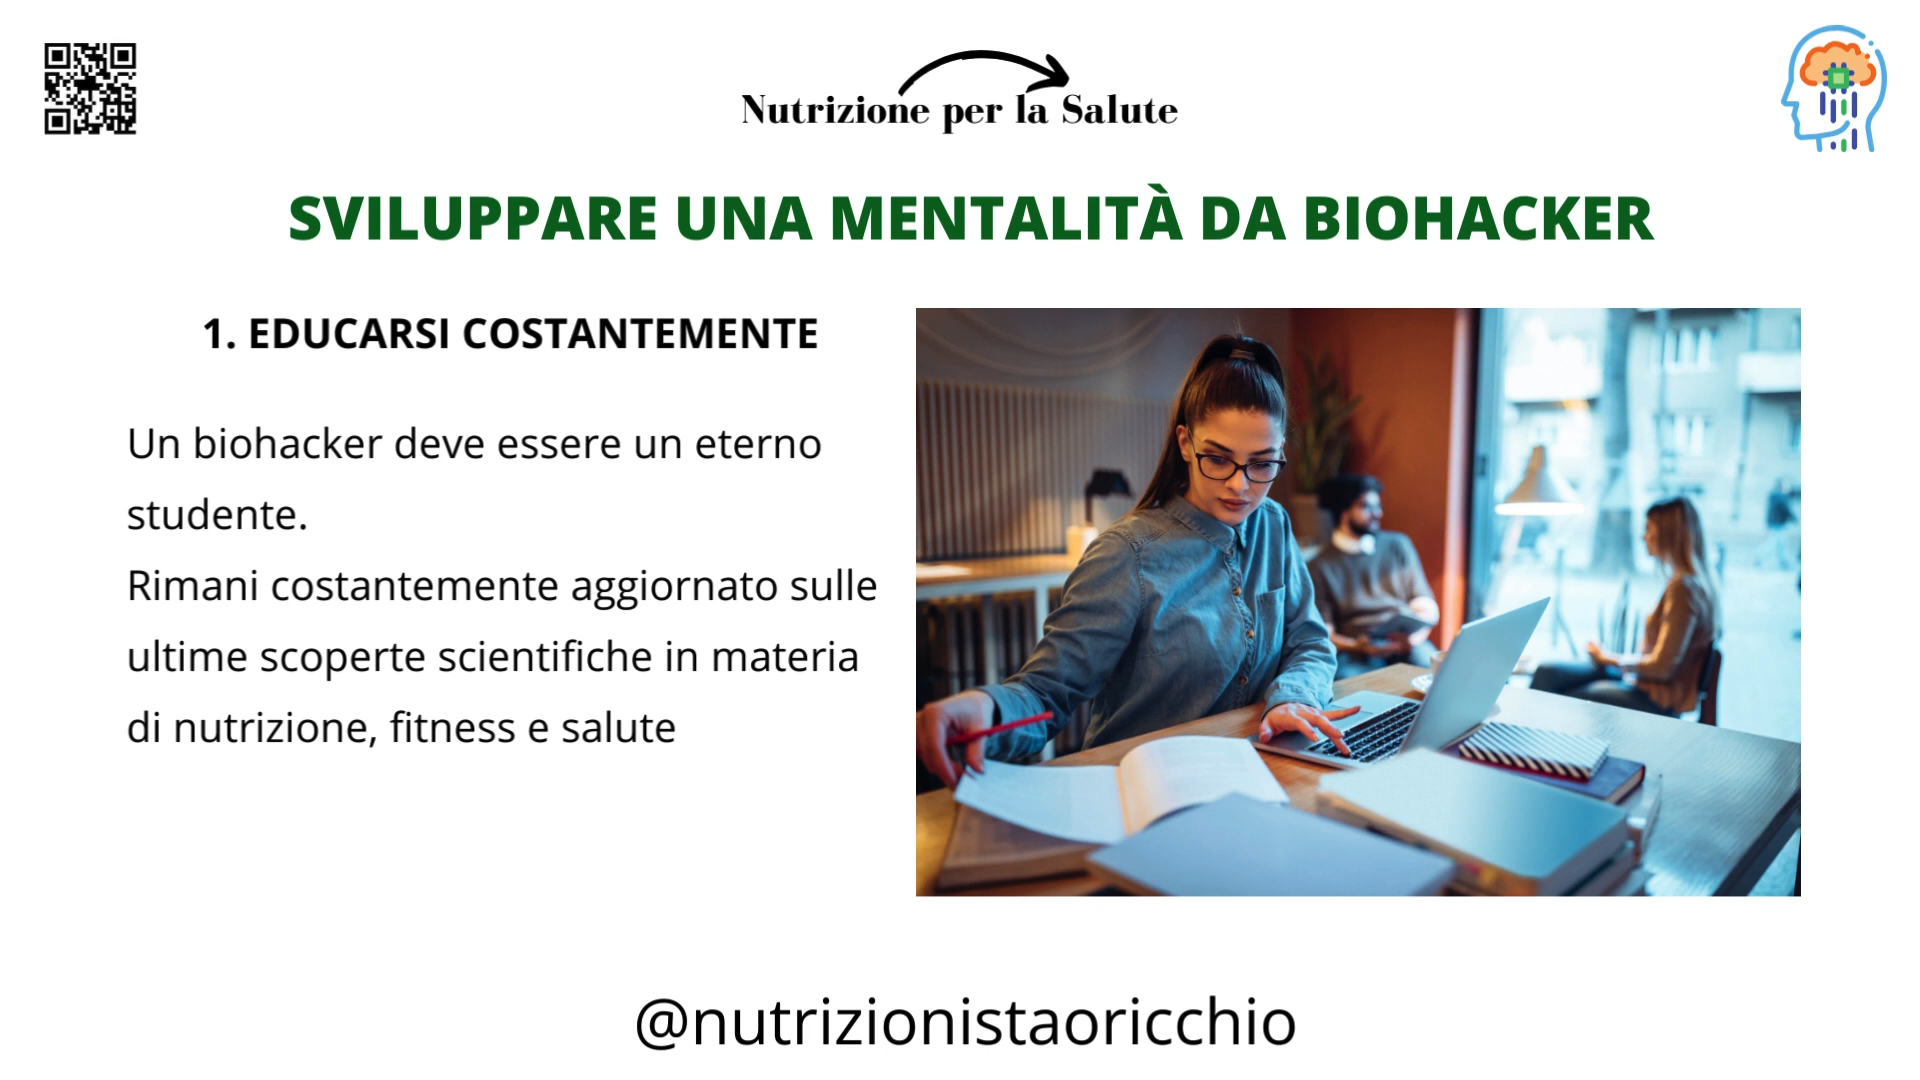 Nutrizione per la Salute
SVILUPPARE UNA MENTALITÀ DA BIOHACKER
1. EDUCARSI COSTANTEMENTE
Un biohacker deve essere un eterno
studente.
Rimani costantemente aggiornato sulle
ultime scoperte scientifiche in materia
di nutrizione, fitness e salute
@nutrizionistaoricchio